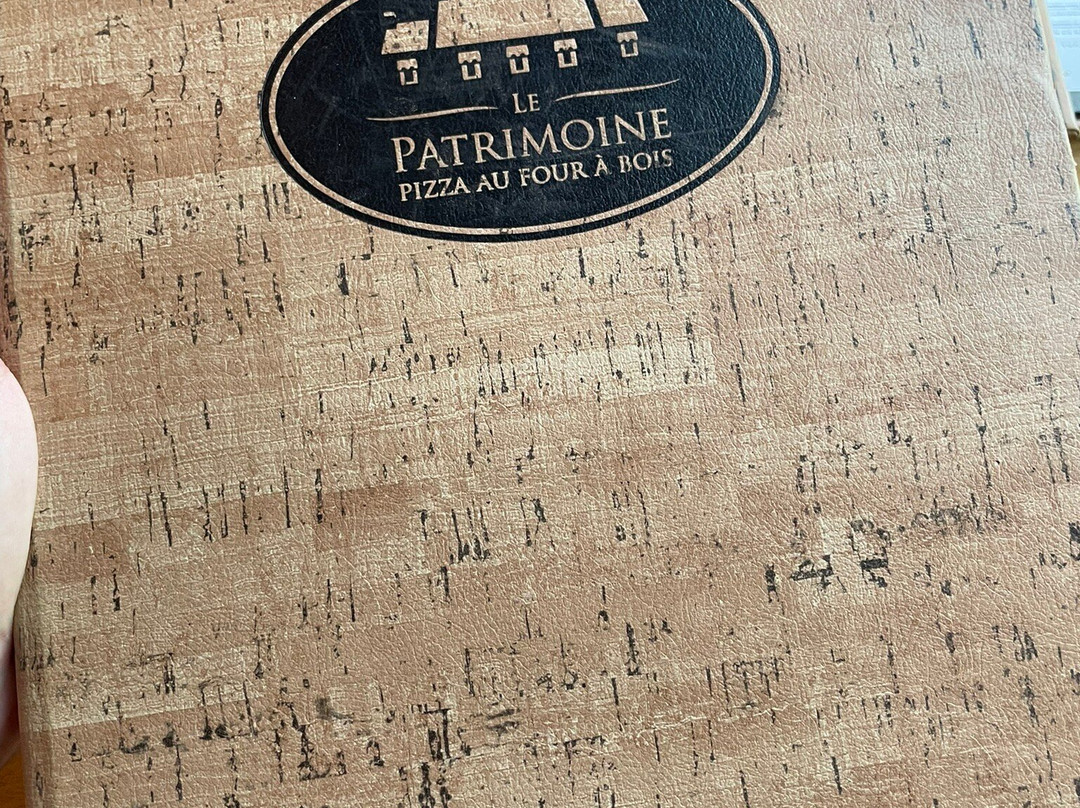 LE
PATRIMOINE
PIZZA AU FOUR À BOIS